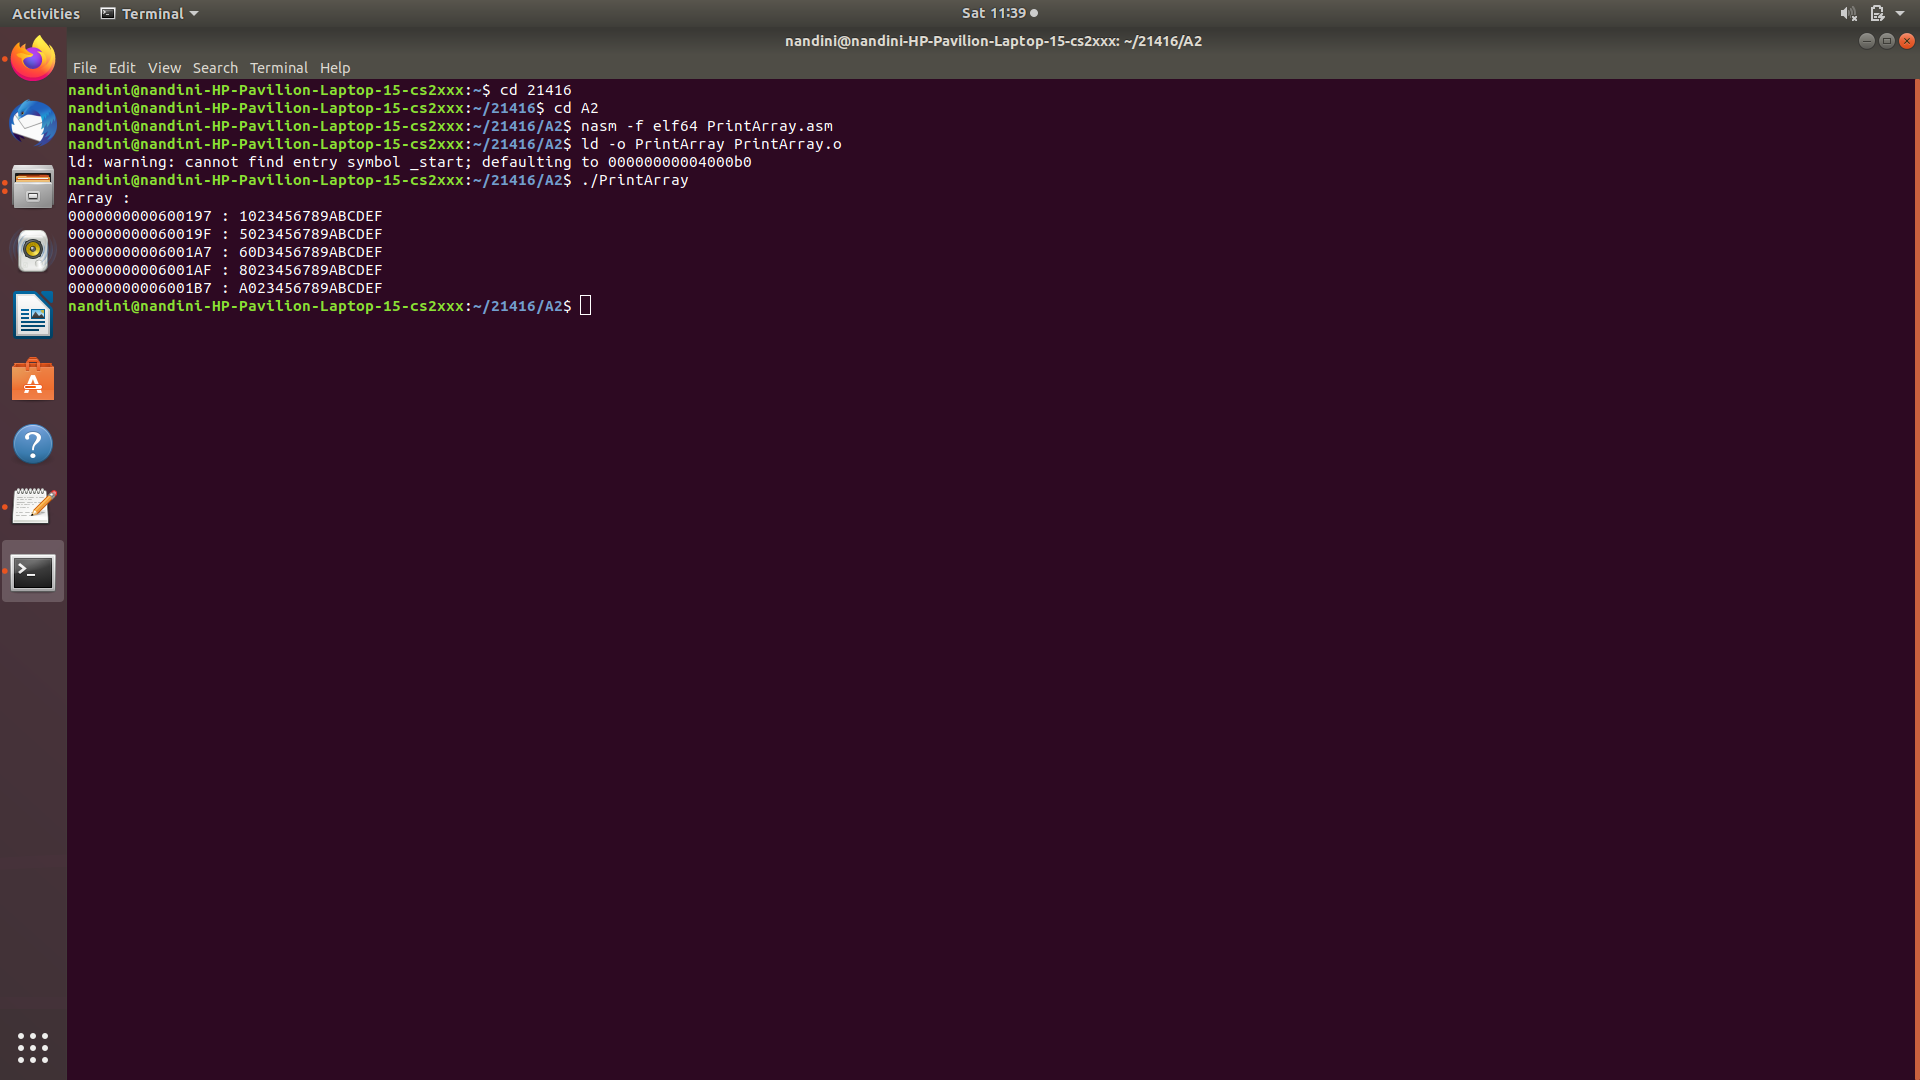 Activities Terminal Sat 11:39
nandini@nandini-HP-Pavilion-Laptop-15-cs2xxx: ~/21416/A2
File Edit View Search Terminal Help
nandini@nandini-HP-Pavilion-Laptop-15-cs2xxx:~$ cd 21416
nandini@nandini-HP-Pavilion-Laptop-15-cs2xxx:~/21416$ cd A2
nandini@nandini-HP-Pavilion-Laptop-15-cs2xxx:~/21416/A2$ nasm -f elf64 PrintArray.asm
nandini@nandini-HP-Pavilion-Laptop-15-cs2xxx:~/21416/A2$ ld -o PrintArray PrintArray.o
ld: warning: cannot find entry symbol _start; defaulting to 00000000004000b0
nandini@nandini-HP-Pavilion-Laptop-15-cs2xxx:~/21416/A2$ ./PrintArray
Array :
0000000000600197 : 1023456789ABCDEF
000000000060019F : 5023456789ABCDEF
00000000006001A7 : 60D3456789ABCDEF
00000000006001AF : 8023456789ABCDEF
00000000006001B7 : A023456789ABCDEF
nandini@nandini-HP-Pavilion-Laptop-15-cs2xxx:~/21416/A2$